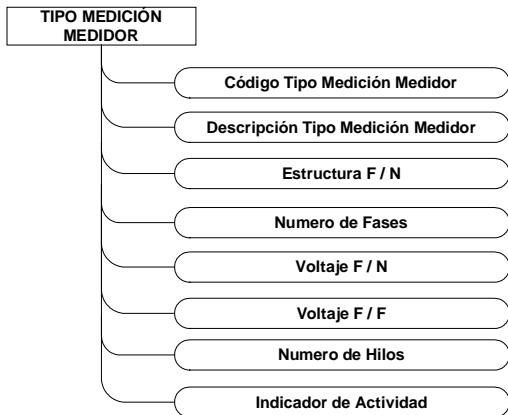 TIPO MEDICIÓN
MEDIDOR
Código Tipo Medición Medidor
Descripción Tipo Medición Medidor
Estructura F / N
Numero de Fases
Voltaje F / N
Voltaje F / F
Numero de Hilos
Indicador de Actividad